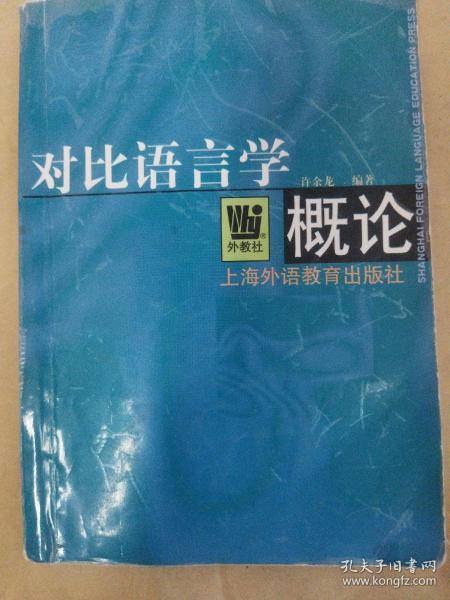 对比语言学
许余龙 编著
概论
Why®
外教社
上海外语教育出版社
SHANGHAI FOREIGN LANGUAGE EDUCATION PRESS
孔夫子旧书网
www.kongfz.com